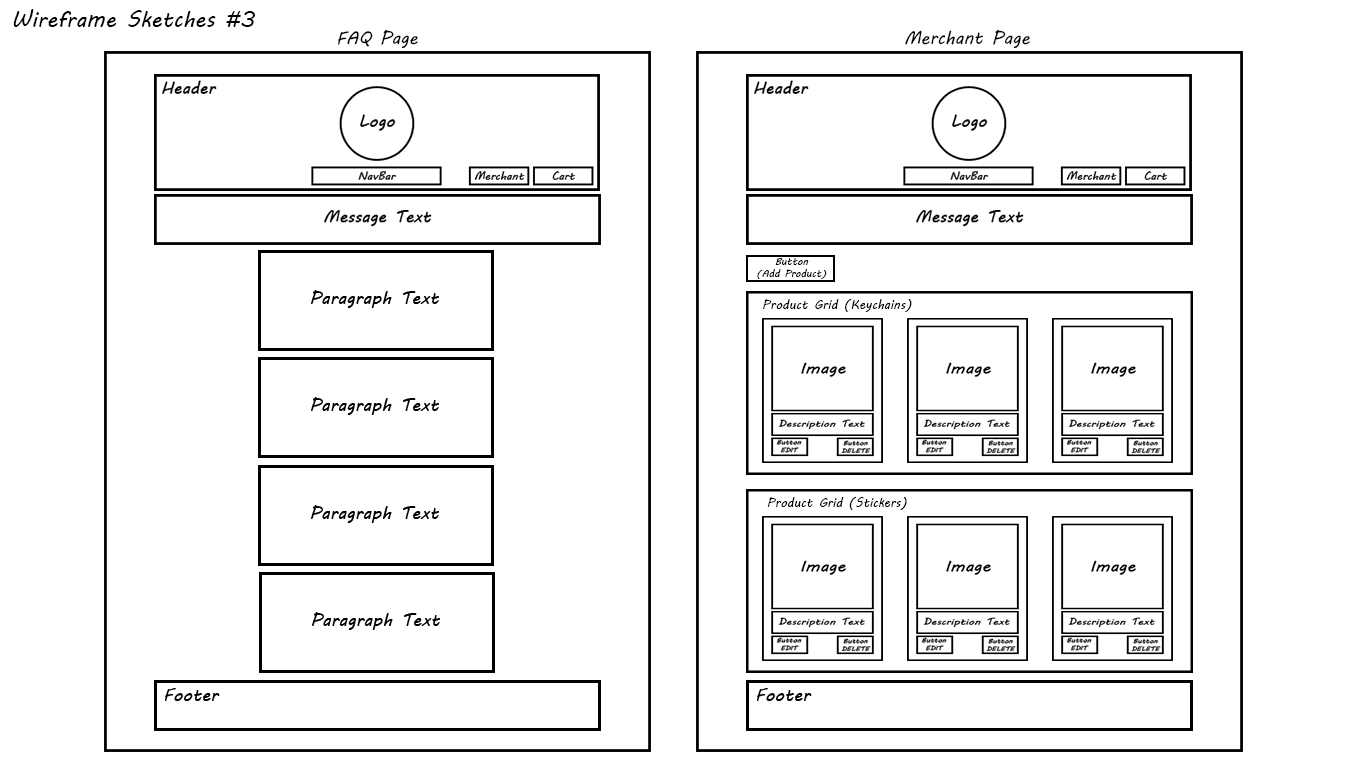 Wireframe Sketches #3
FAQ Page
Header
Logo
NavBar
Merchant
Cart
Message Text
Paragraph Text
Paragraph Text
Paragraph Text
Paragraph Text
Footer
Merchant Page
Header
Logo
NavBar
Merchant
Cart
Message Text
Button
(Add Product)
Product Grid (Keychains)
Image
Image
Image
Description Text
Description Text
Description Text
Button
EDIT
Button
DELETE
Button
EDIT
Button
DELETE
Button
EDIT
Button
DELETE
Product Grid (Stickers)
Image
Image
Image
Description Text
Description Text
Description Text
Button
EDIT
Button
DELETE
Button
EDIT
Button
DELETE
Button
EDIT
Button
DELETE
Footer